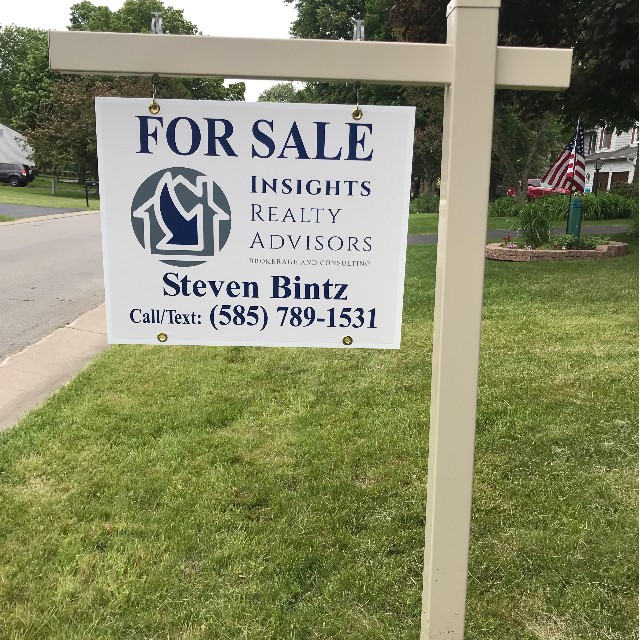 FOR SALE
INSIGHTS
REALTY
ADVISORS
BROKERAGE AND CONSULTING
Steven Bintz
Call/Text: (585) 789-1531